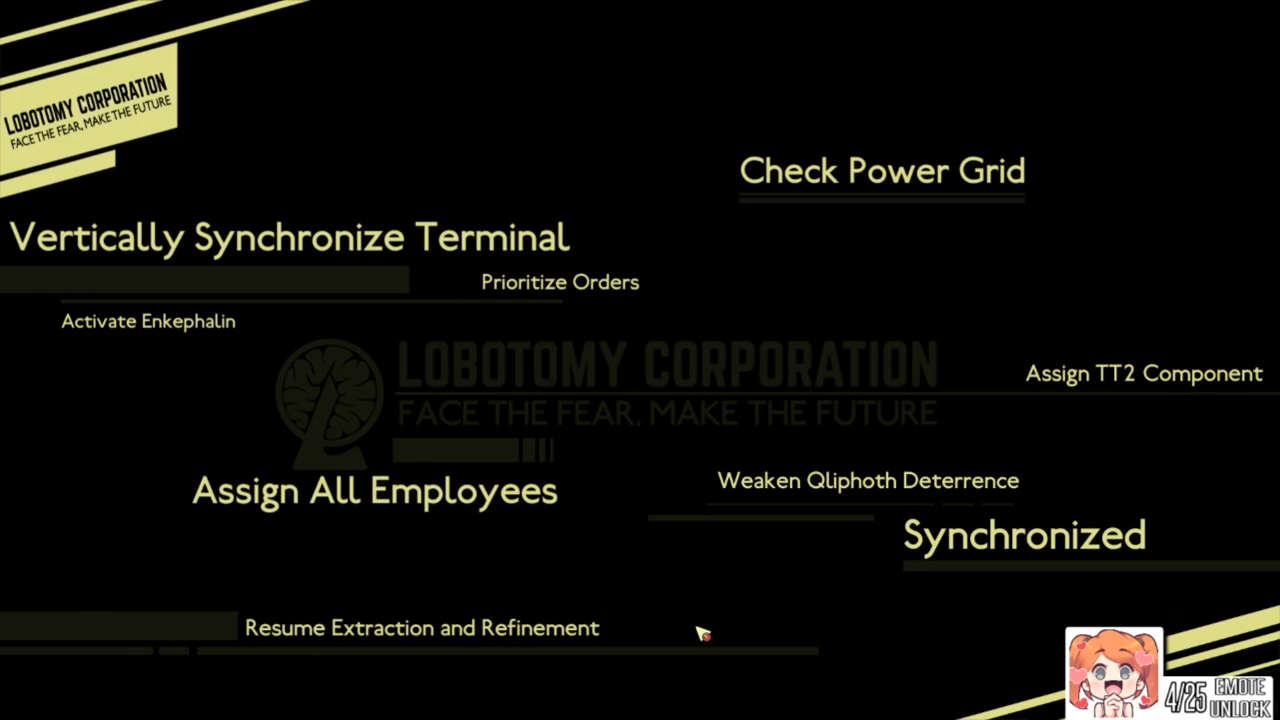 LOBOTOMY CORPORATION
FACE THE FEAR, MAKE THE FUTURE
Check Power Grid
Vertically Synchronize Terminal
Prioritize Orders
Activate Enkephalin
LOBOTOMY CORPORATION
FACE THE FEAR, MAKE THE FUTURE
Assign TT2 Component
Assign All Employees
Weaken Qliphoth Deterrence
Synchronized
Resume Extraction and Refinement
4/25 EMOTE
UNLOCK